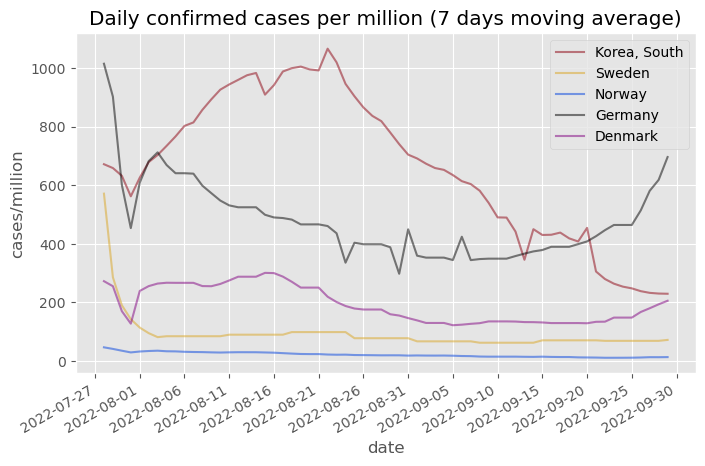 Daily confirmed cases per million (7 days moving average)
Korea, South
Sweden
Norway
Germany
Denmark
cases/million
1000
800
600
400
200
0
2022-07-27
2022-08-01
2022-08-06
2022-08-11
2022-08-16
2022-08-21
2022-08-26
2022-08-31
2022-09-05
2022-09-10
2022-09-15
2022-09-20
2022-09-25
2022-09-30
date